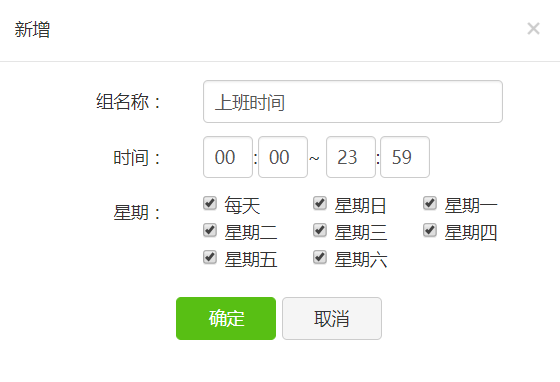 新增 ×
组名称： 上班时间
时间： 00 : 00 ~ 23 : 59
星期： 每天 星期日 星期一
星期二 星期三 星期四
星期五 星期六
确定 取消